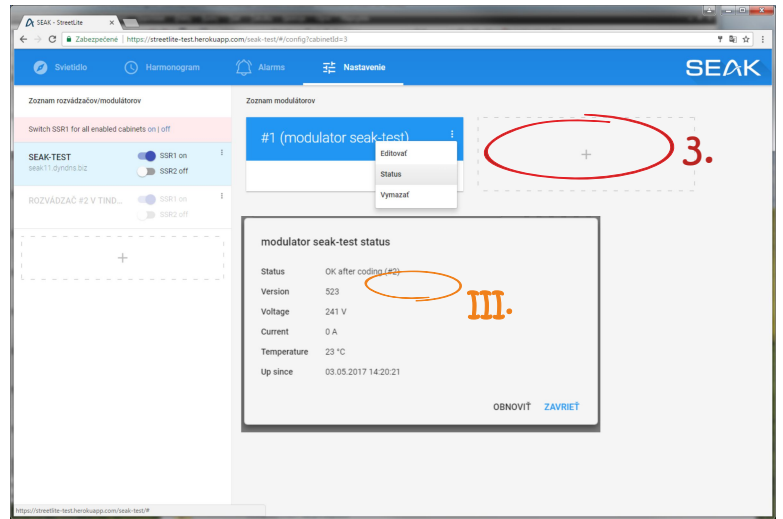 SEAK - StreetLite
Zabezpečené | https://streetlite-test.herokuapp.com/seak-test/#/config?cabinetId=3
Svietidlo
Harmonogram
Alarms
Nastavenie
SEAK
Zoznam rozvádzačov/modulátorov
Switch SSR1 for all enabled cabinets on | off
SEAK-TEST
seak11.dyndns.biz
SSR1 on
SSR2 off
ROZVÁDZAČ #2 V TIND...
SSR1 on
SSR2 off
+
Zoznam modulátorov
#1 (modulator seak-test)
Editovať
Status
Vymazať
+
3.
modulator seak-test status
Status OK after coding (#2)
Version 523
Voltage 241 V
Current 0 A
Temperature 23 °C
Up since 03.05.2017 14:20:21
III.
OBNOVIŤ ZAVRIEŤ
https://streetlite-test.herokuapp.com/seak-test/#